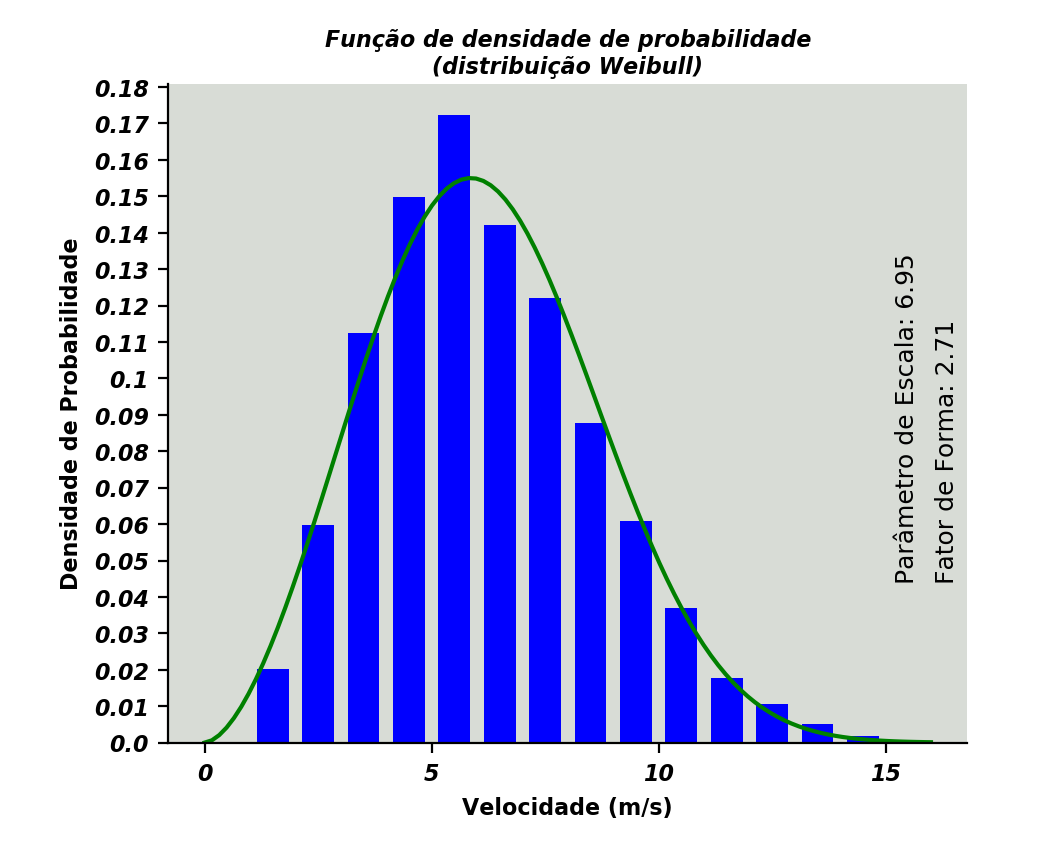 Função de densidade de probabilidade
(distribuição Weibull)
0.18
0.17
0.16
0.15
0.14
0.13
0.12
0.11
0.1
0.09
0.08
0.07
0.06
0.05
0.04
0.03
0.02
0.01
0.0
Densidade de Probabilidade
Parâmetro de Escala: 6.95
Fator de Forma: 2.71
0 5 10 15
Velocidade (m/s)